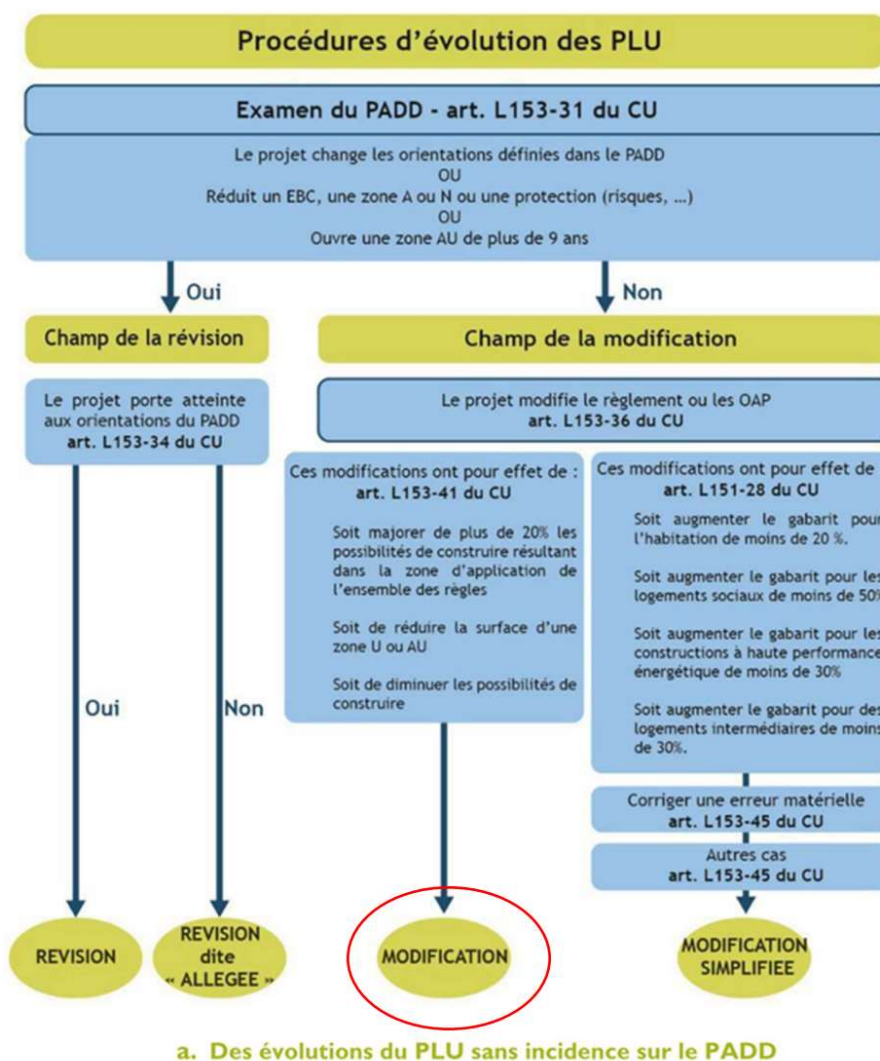 Procédures d'évolution des PLU
Examen du PADD - art. L153-31 du CU
Le projet change les orientations définies dans le PADD
OU
Réduit un EBC, une zone A ou N ou une protection (risques, …)
OU
Ouvre une zone AU de plus de 9 ans
Oui
Non
Champ de la révision
Champ de la modification
Le projet porte atteinte
aux orientations du PADD
art. L153-34 du CU
Le projet modifie le règlement ou les OAP
art. L153-36 du CU
Ces modifications ont pour effet de :
art. L153-41 du CU
Soit majorer de plus de 20% les
possibilités de construire résultant
dans la zone d'application de
l'ensemble des règles
Soit de réduire la surface d'une
zone U ou AU
Soit de diminuer les possibilités de
construire
Ces modifications ont pour effet de
art. L151-28 du CU
Soit augmenter le gabarit pour
l'habitation de moins de 20 %.
Soit augmenter le gabarit pour les
logements sociaux de moins de 50%
Soit augmenter le gabarit pour les
constructions à haute performance
énergétique de moins de 30%
Soit augmenter le gabarit pour des
logements intermédiaires de moins
de 30%.
Oui
Non
Corriger une erreur matérielle
art. L153-45 du CU
Autres cas
art. L153-45 du CU
REVISION
REVISION
dite
« ALLEGEE »
MODIFICATION
MODIFICATION
SIMPLIFIEE
a. Des évolutions du PLU sans incidence sur le PADD